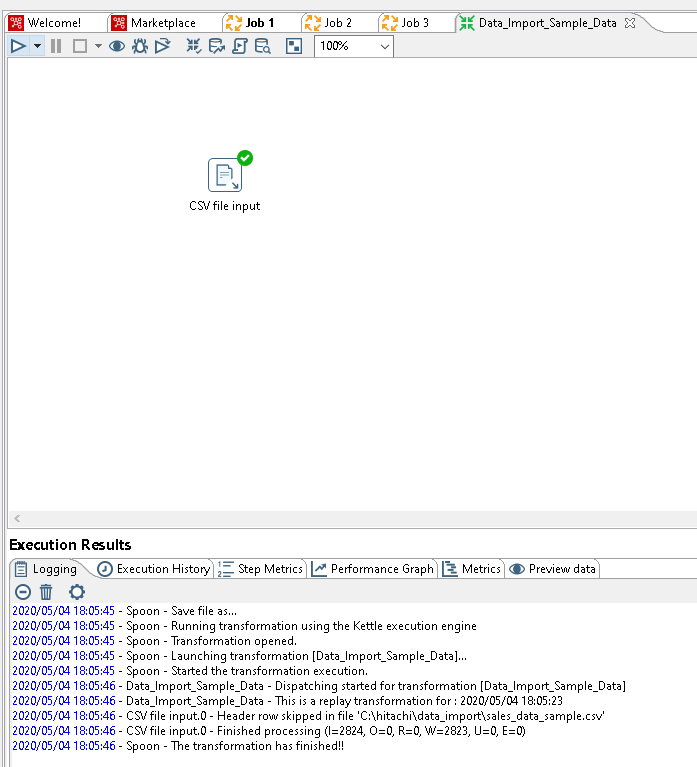 Welcome! Marketplace Job 1 Job 2 Job 3 Data_Import_Sample_Data
100%
CSV file input
Execution Results
Logging Execution History Step Metrics Performance Graph Metrics Preview data
2020/05/04 18:05:45 - Spoon - Save file as...
2020/05/04 18:05:45 - Spoon - Running transformation using the Kettle execution engine
2020/05/04 18:05:45 - Spoon - Transformation opened.
2020/05/04 18:05:45 - Spoon - Launching transformation [Data_Import_Sample_Data]...
2020/05/04 18:05:45 - Spoon - Started the transformation execution.
2020/05/04 18:05:46 - Data_Import_Sample_Data - Dispatching started for transformation [Data_Import_Sample_Data]
2020/05/04 18:05:46 - Data_Import_Sample_Data - This is a replay transformation for : 2020/05/04 18:05:23
2020/05/04 18:05:46 - CSV file input.0 - Header row skipped in file 'C:\hitachi\data_import\sales_data_sample.csv'
2020/05/04 18:05:46 - CSV file input.0 - Finished processing (I=2824, O=0, R=0, W=2823, U=0, E=0)
2020/05/04 18:05:46 - Spoon - The transformation has finished!!